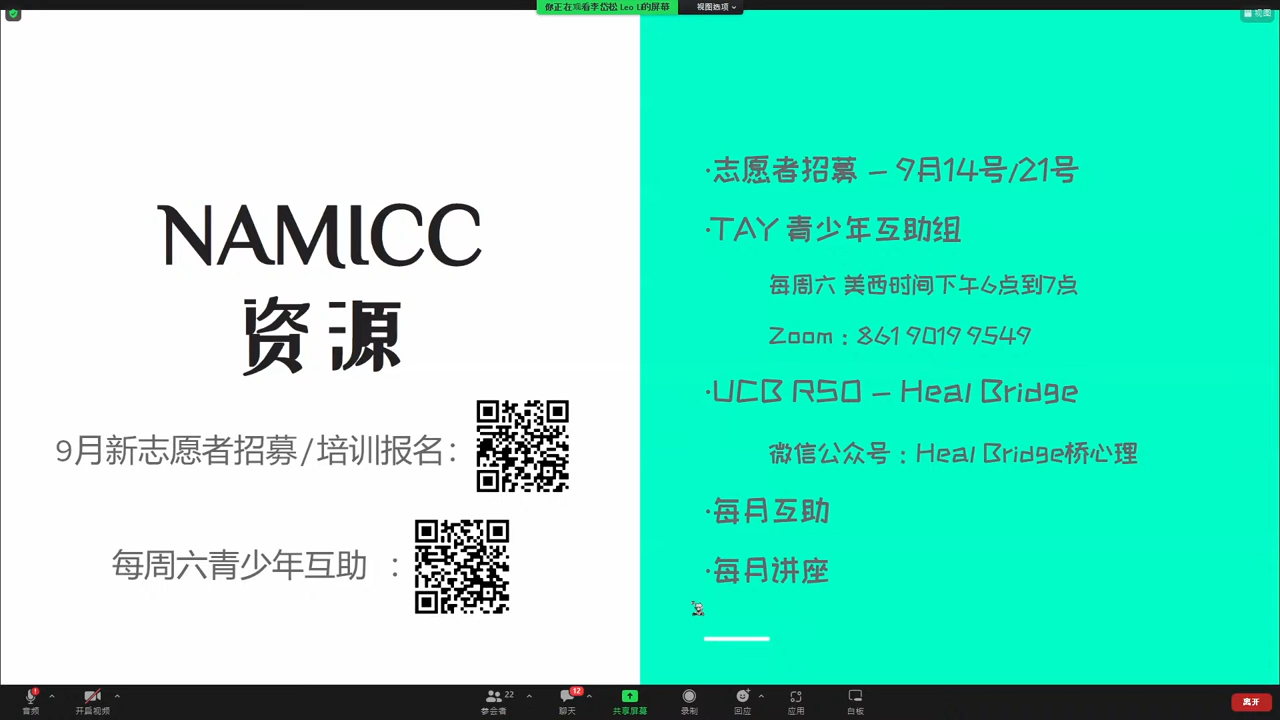 你正在观看李岱松 Leo Li的屏幕
视图选项
视图
NAMICC
资源
9月新志愿者招募/培训报名：
每周六青少年互助 ：
·志愿者招募 – 9月14号/21号
·TAY 青少年互助组
每周六 美西时间下午6点到7点
Zoom：861 9019 9549
·UCB RSO – Heal Bridge
微信公众号：Heal Bridge桥心理
·每月互助
·每月讲座
音频
开启视频
22
参会者
12
聊天
共享屏幕
录制
回应
应用
白板
离开